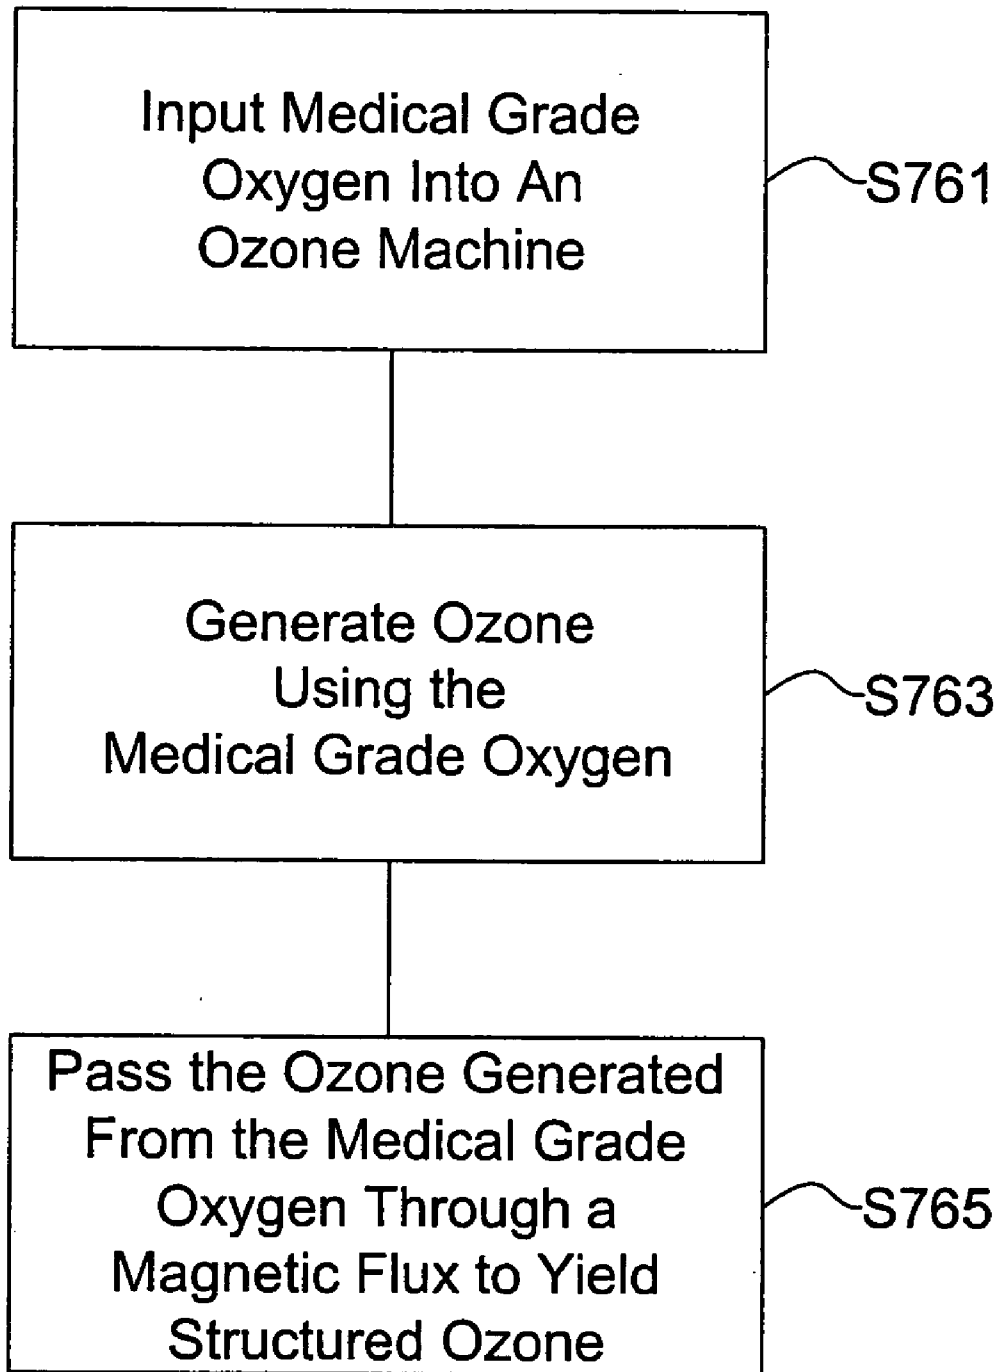 Input Medical Grade
Oxygen Into An
Ozone Machine
S761
Generate Ozone
Using the
Medical Grade Oxygen
S763
Pass the Ozone Generated
From the Medical Grade
Oxygen Through a
Magnetic Flux to Yield
Structured Ozone
S765